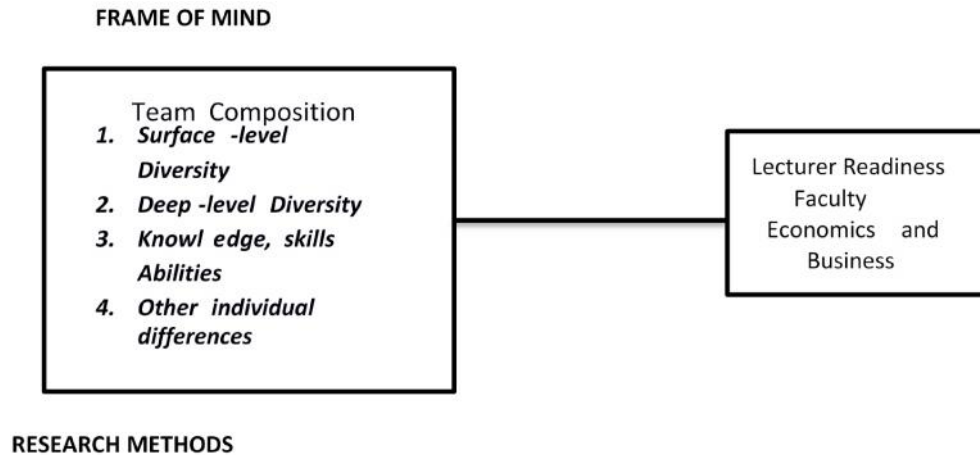 FRAME OF MIND
Team Composition
1. Surface -level
Diversity
2. Deep -level Diversity
3. Knowl edge, skills
Abilities
4. Other individual
differences
Lecturer Readiness
Faculty
Economics and
Business
RESEARCH METHODS